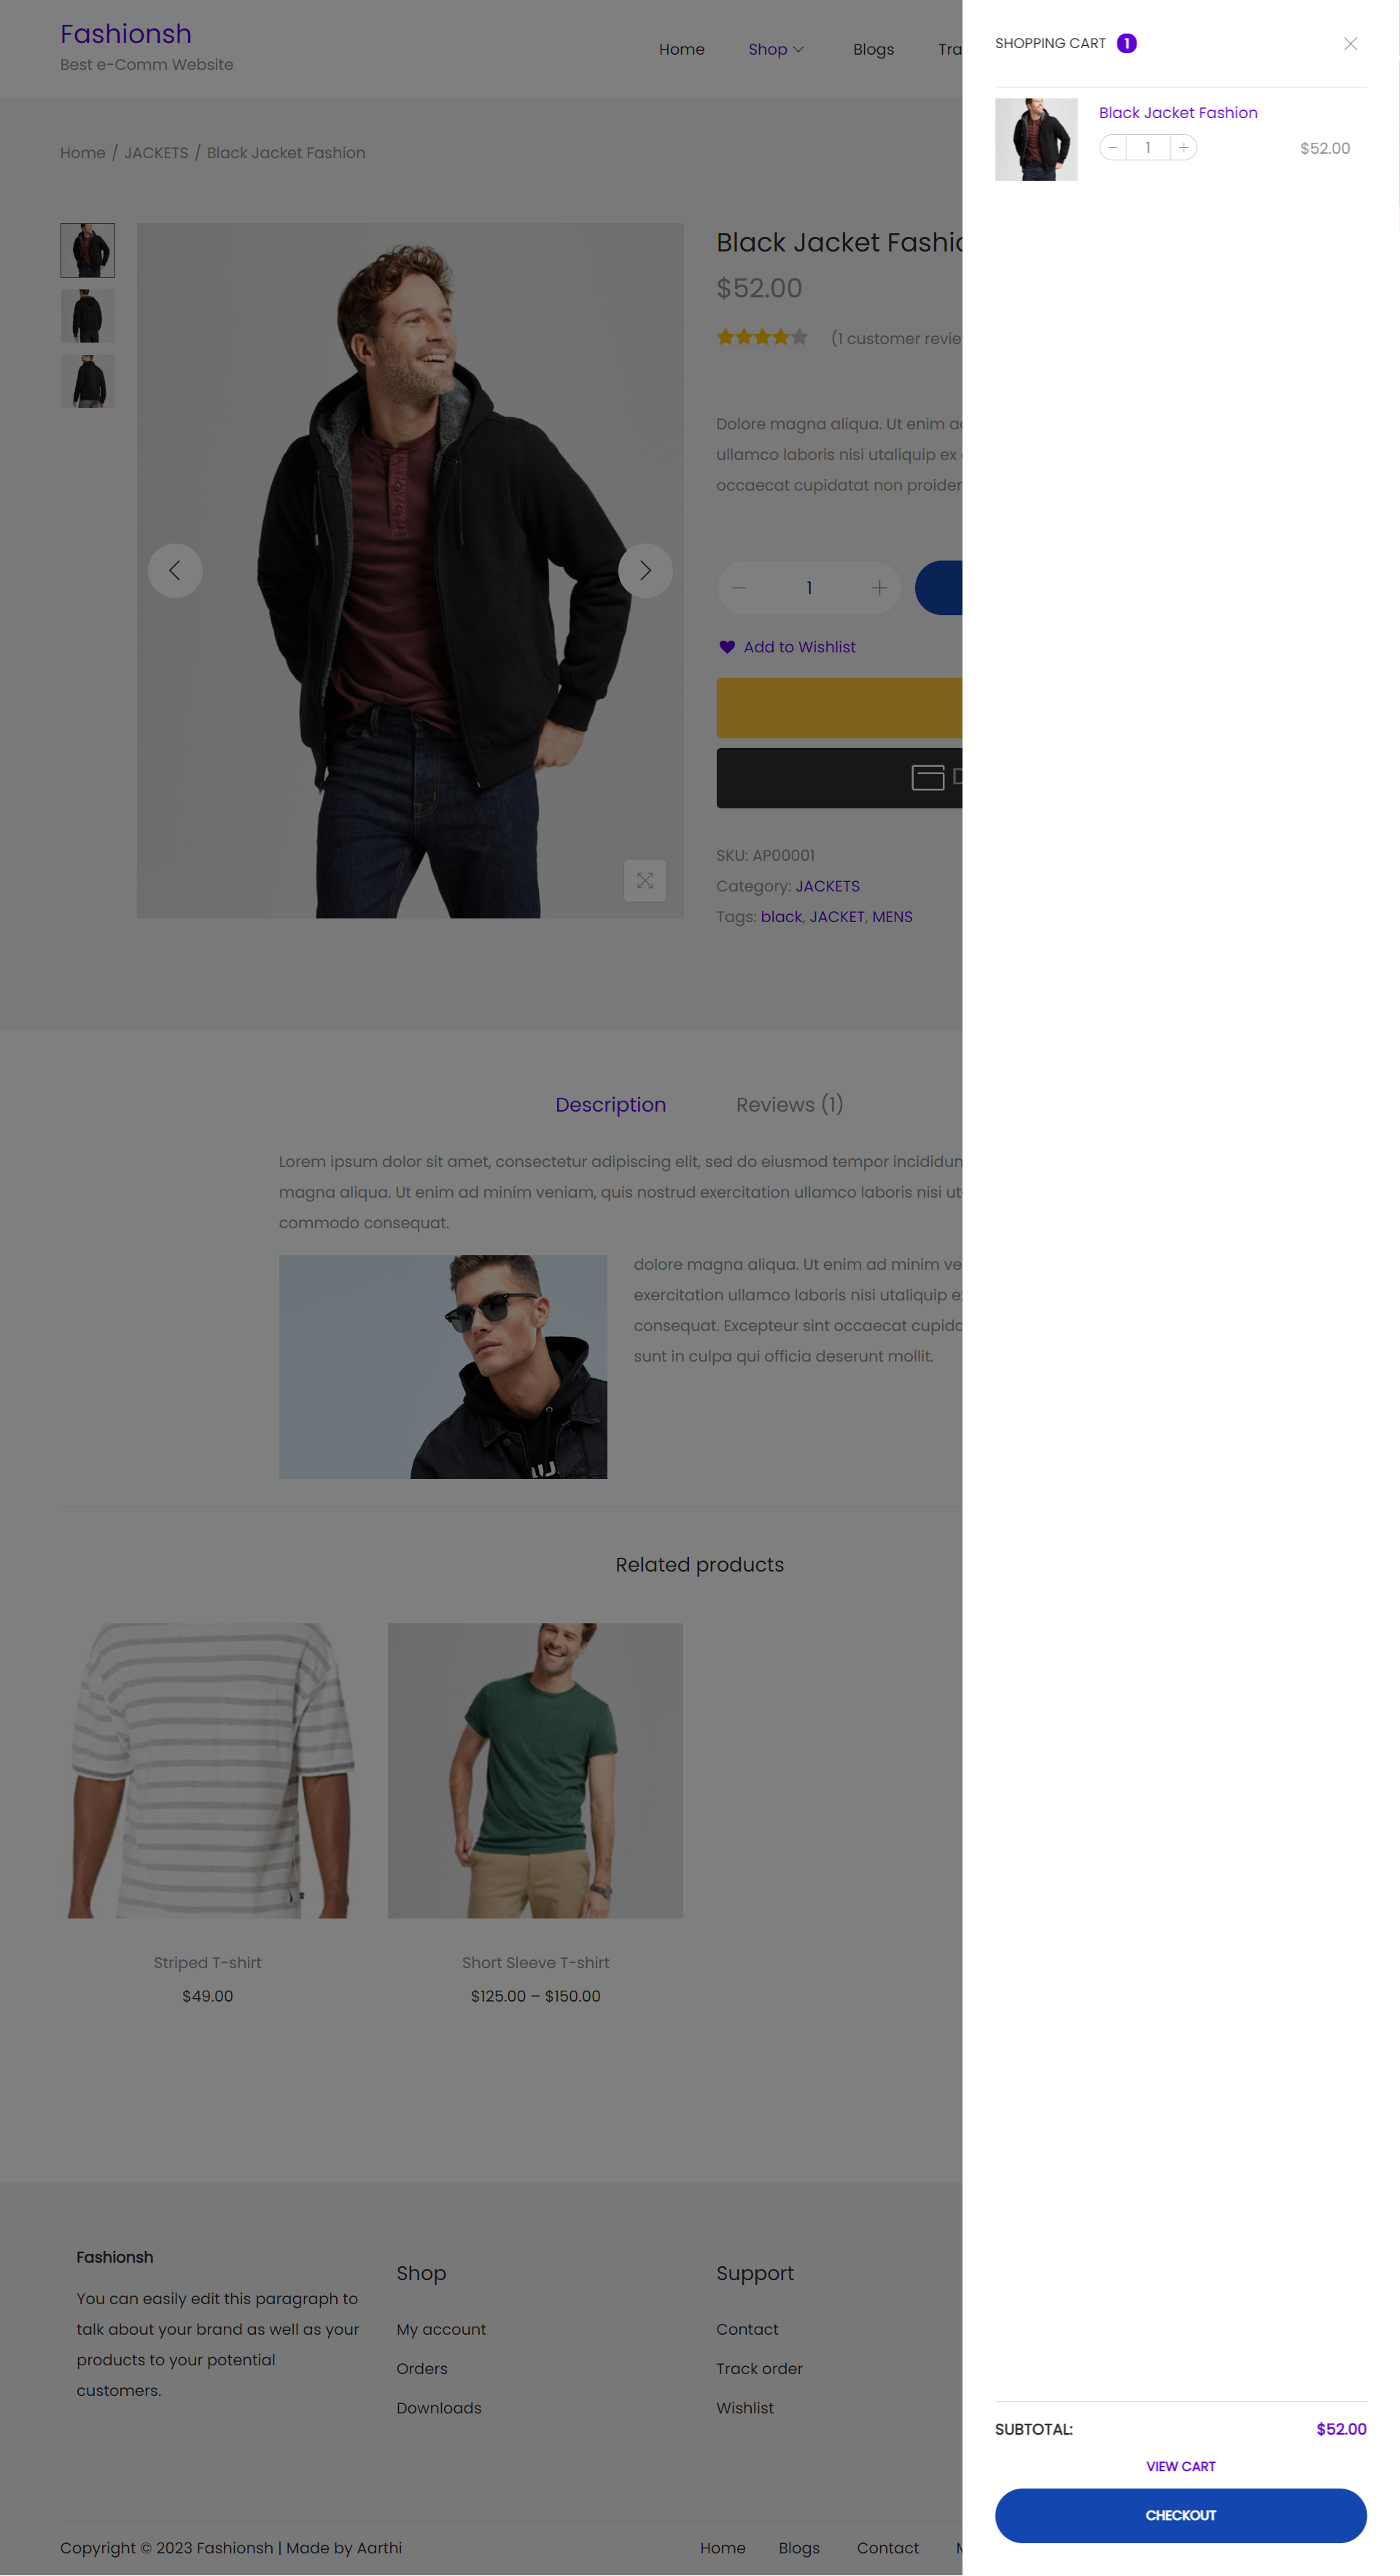 Fashionsh
Best e-Comm Website
Home
Shop
Blogs
SHOPPING CART 1
Black Jacket Fashion
1
$52.00
Home / JACKETS / Black Jacket Fashion
Black Jacket
$52.00
(1 customer
Dolore magna aliqua. Ut enim
ullamco laboris nisi utaliquip ex
occaecat cupidatat non
1
Add to Wishlist
SKU: AP00001
Category: JACKETS
Tags: black, JACKET, MENS
Description
Reviews (1)
Lorem ipsum dolor sit amet, consectetur adipiscing elit, sed do eiusmod tempor
magna aliqua. Ut enim ad minim veniam, quis nostrud exercitation ullamco laboris nisi
commodo consequat.
dolore magna aliqua. Ut enim ad minim
exercitation ullamco laboris nisi utaliquip
consequat. Excepteur sint occaecat
sunt in culpa qui officia deserunt mollit.
Related products
Striped T-shirt
$49.00
Short Sleeve T-shirt
$125.00 – $150.00
Fashionsh
You can easily edit this paragraph to
talk about your brand as well as your
products to your potential
customers.
Shop
My account
Orders
Downloads
Support
Contact
Track order
Wishlist
SUBTOTAL: $52.00
VIEW CART
CHECKOUT
Copyright © 2023 Fashionsh | Made by Aarthi
Home
Blogs
Contact